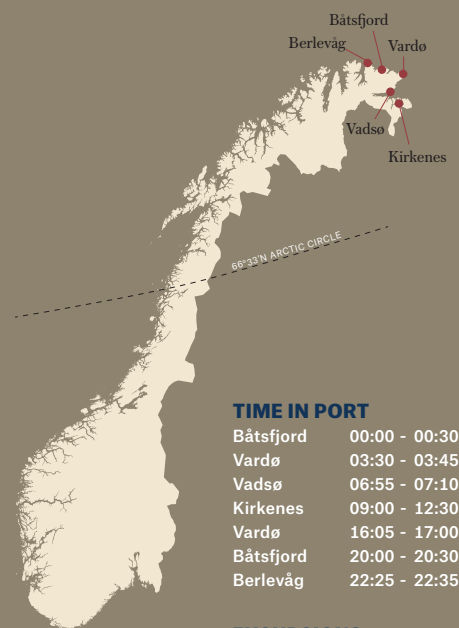 Båtsfjord
Berlevåg
Vardø
Vadsø
Kirkenes
66°33'N ARCTIC CIRCLE
TIME IN PORT
Båtsfjord 00:00 - 00:30
Vardø 03:30 - 03:45
Vadsø 06:55 - 07:10
Kirkenes 09:00 - 12:30
Vardø 16:05 - 17:00
Båtsfjord 20:00 - 20:30
Berlevåg 22:25 - 22:35